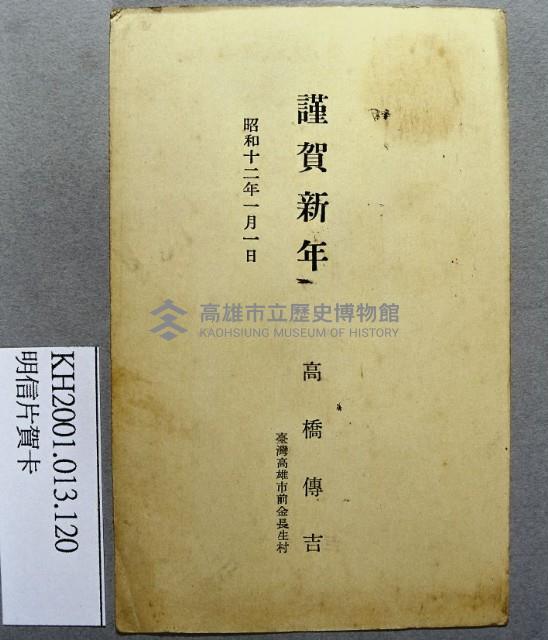 謹賀新年
昭和十二年一月一日
高橋傳吉
臺灣高雄市前金長生村
高雄市立歷史博物館
KAOHSIUNG MUSEUM OF HISTORY
KH2001.013.120
明信片賀卡